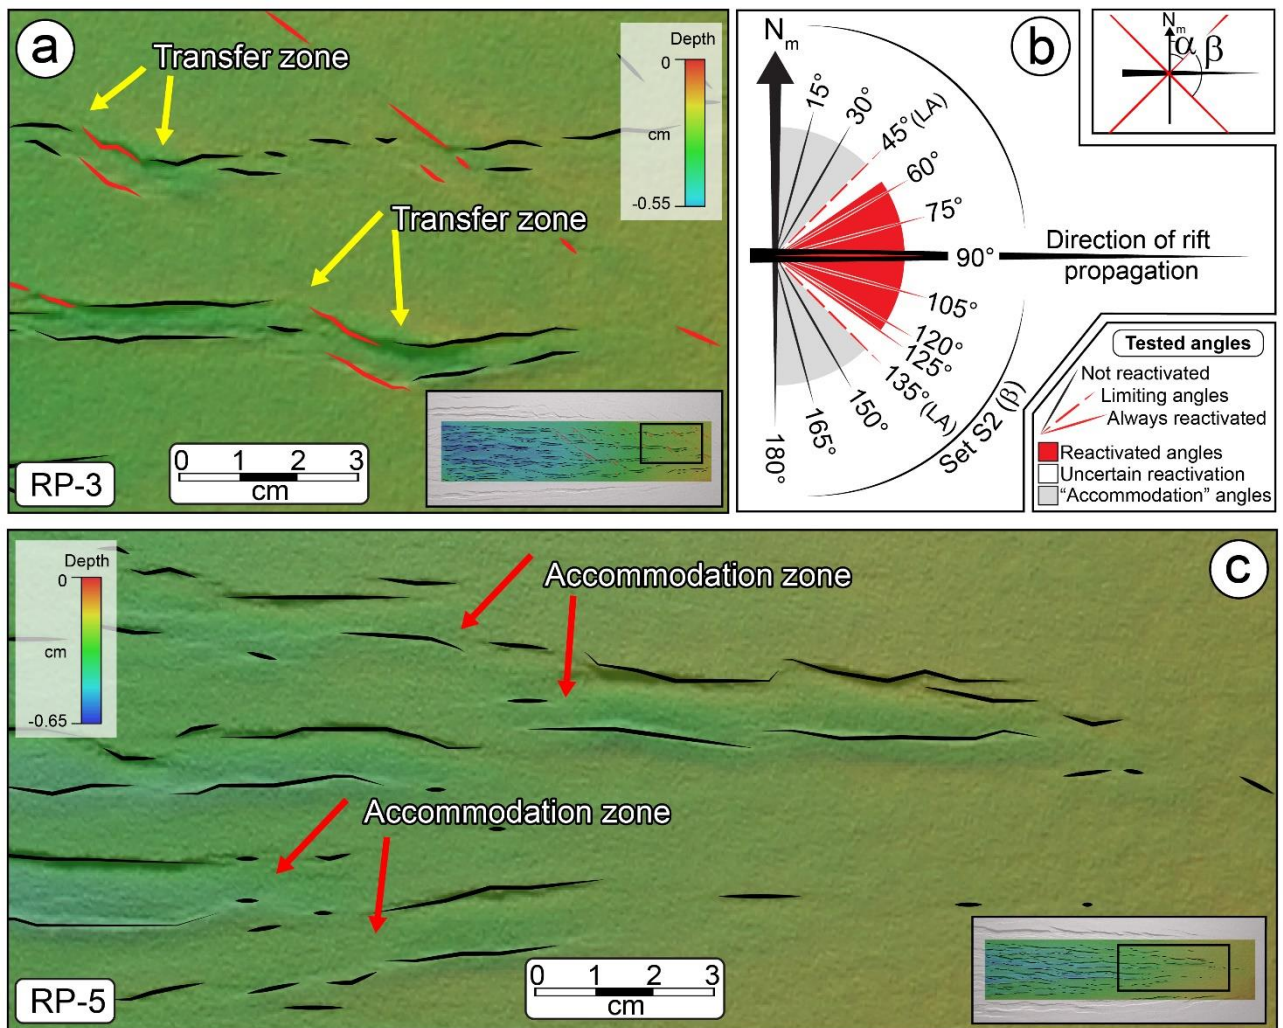 a
Transfer zone
Depth
0
cm
-0.55
Transfer zone
0 1 2 3
cm
RP-3
b
Nm
15°
30°
45°(LA)
60°
75°
90°
105°
120°
125°
135°(LA)
150°
165°
180°
Set S2 (β)
Direction of rift
propagation
Nm
α β
Tested angles
Not reactivated
Limiting angles
Always reactivated
Reactivated angles
Uncertain reactivation
“Accommodation” angles
c
Depth
0
cm
-0.65
Accommodation zone
Accommodation zone
0 1 2 3
cm
RP-5